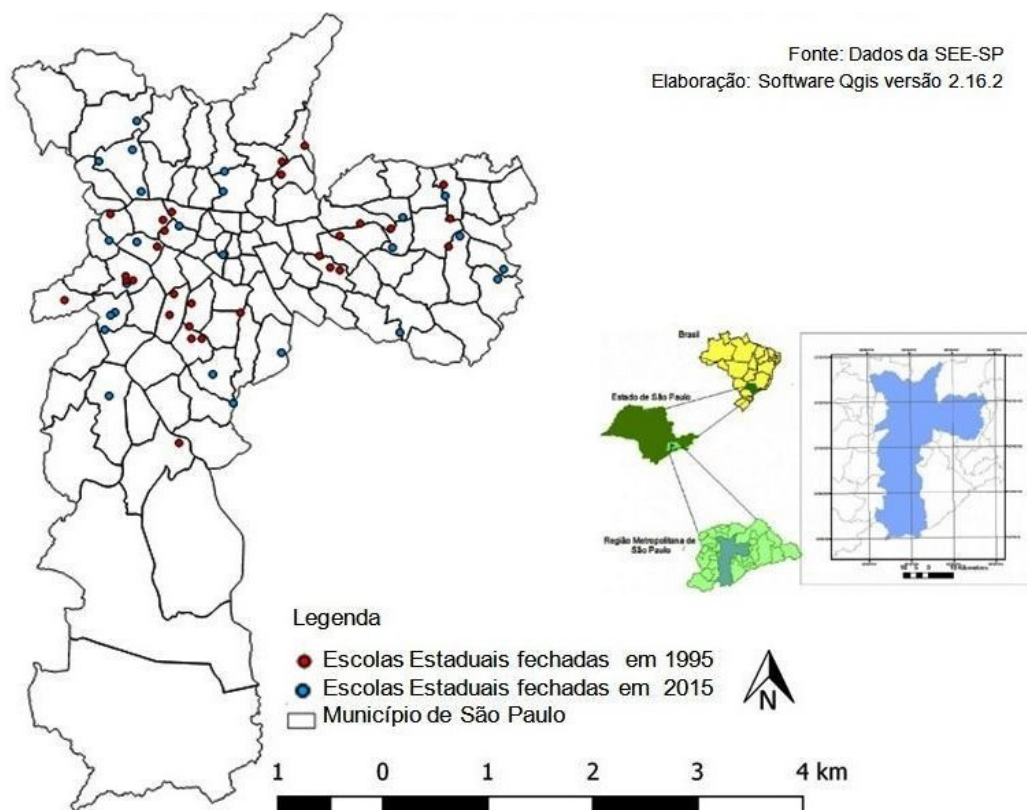 Fonte: Dados da SEE-SP
Elaboração: Software Qgis versão 2.16.2
Brasil
Estado de São Paulo
Região Metropolitana de
São Paulo
Legenda
Escolas Estaduais fechadas em 1995
Escolas Estaduais fechadas em 2015
Município de São Paulo
N
1 0 1 2 3 4 km